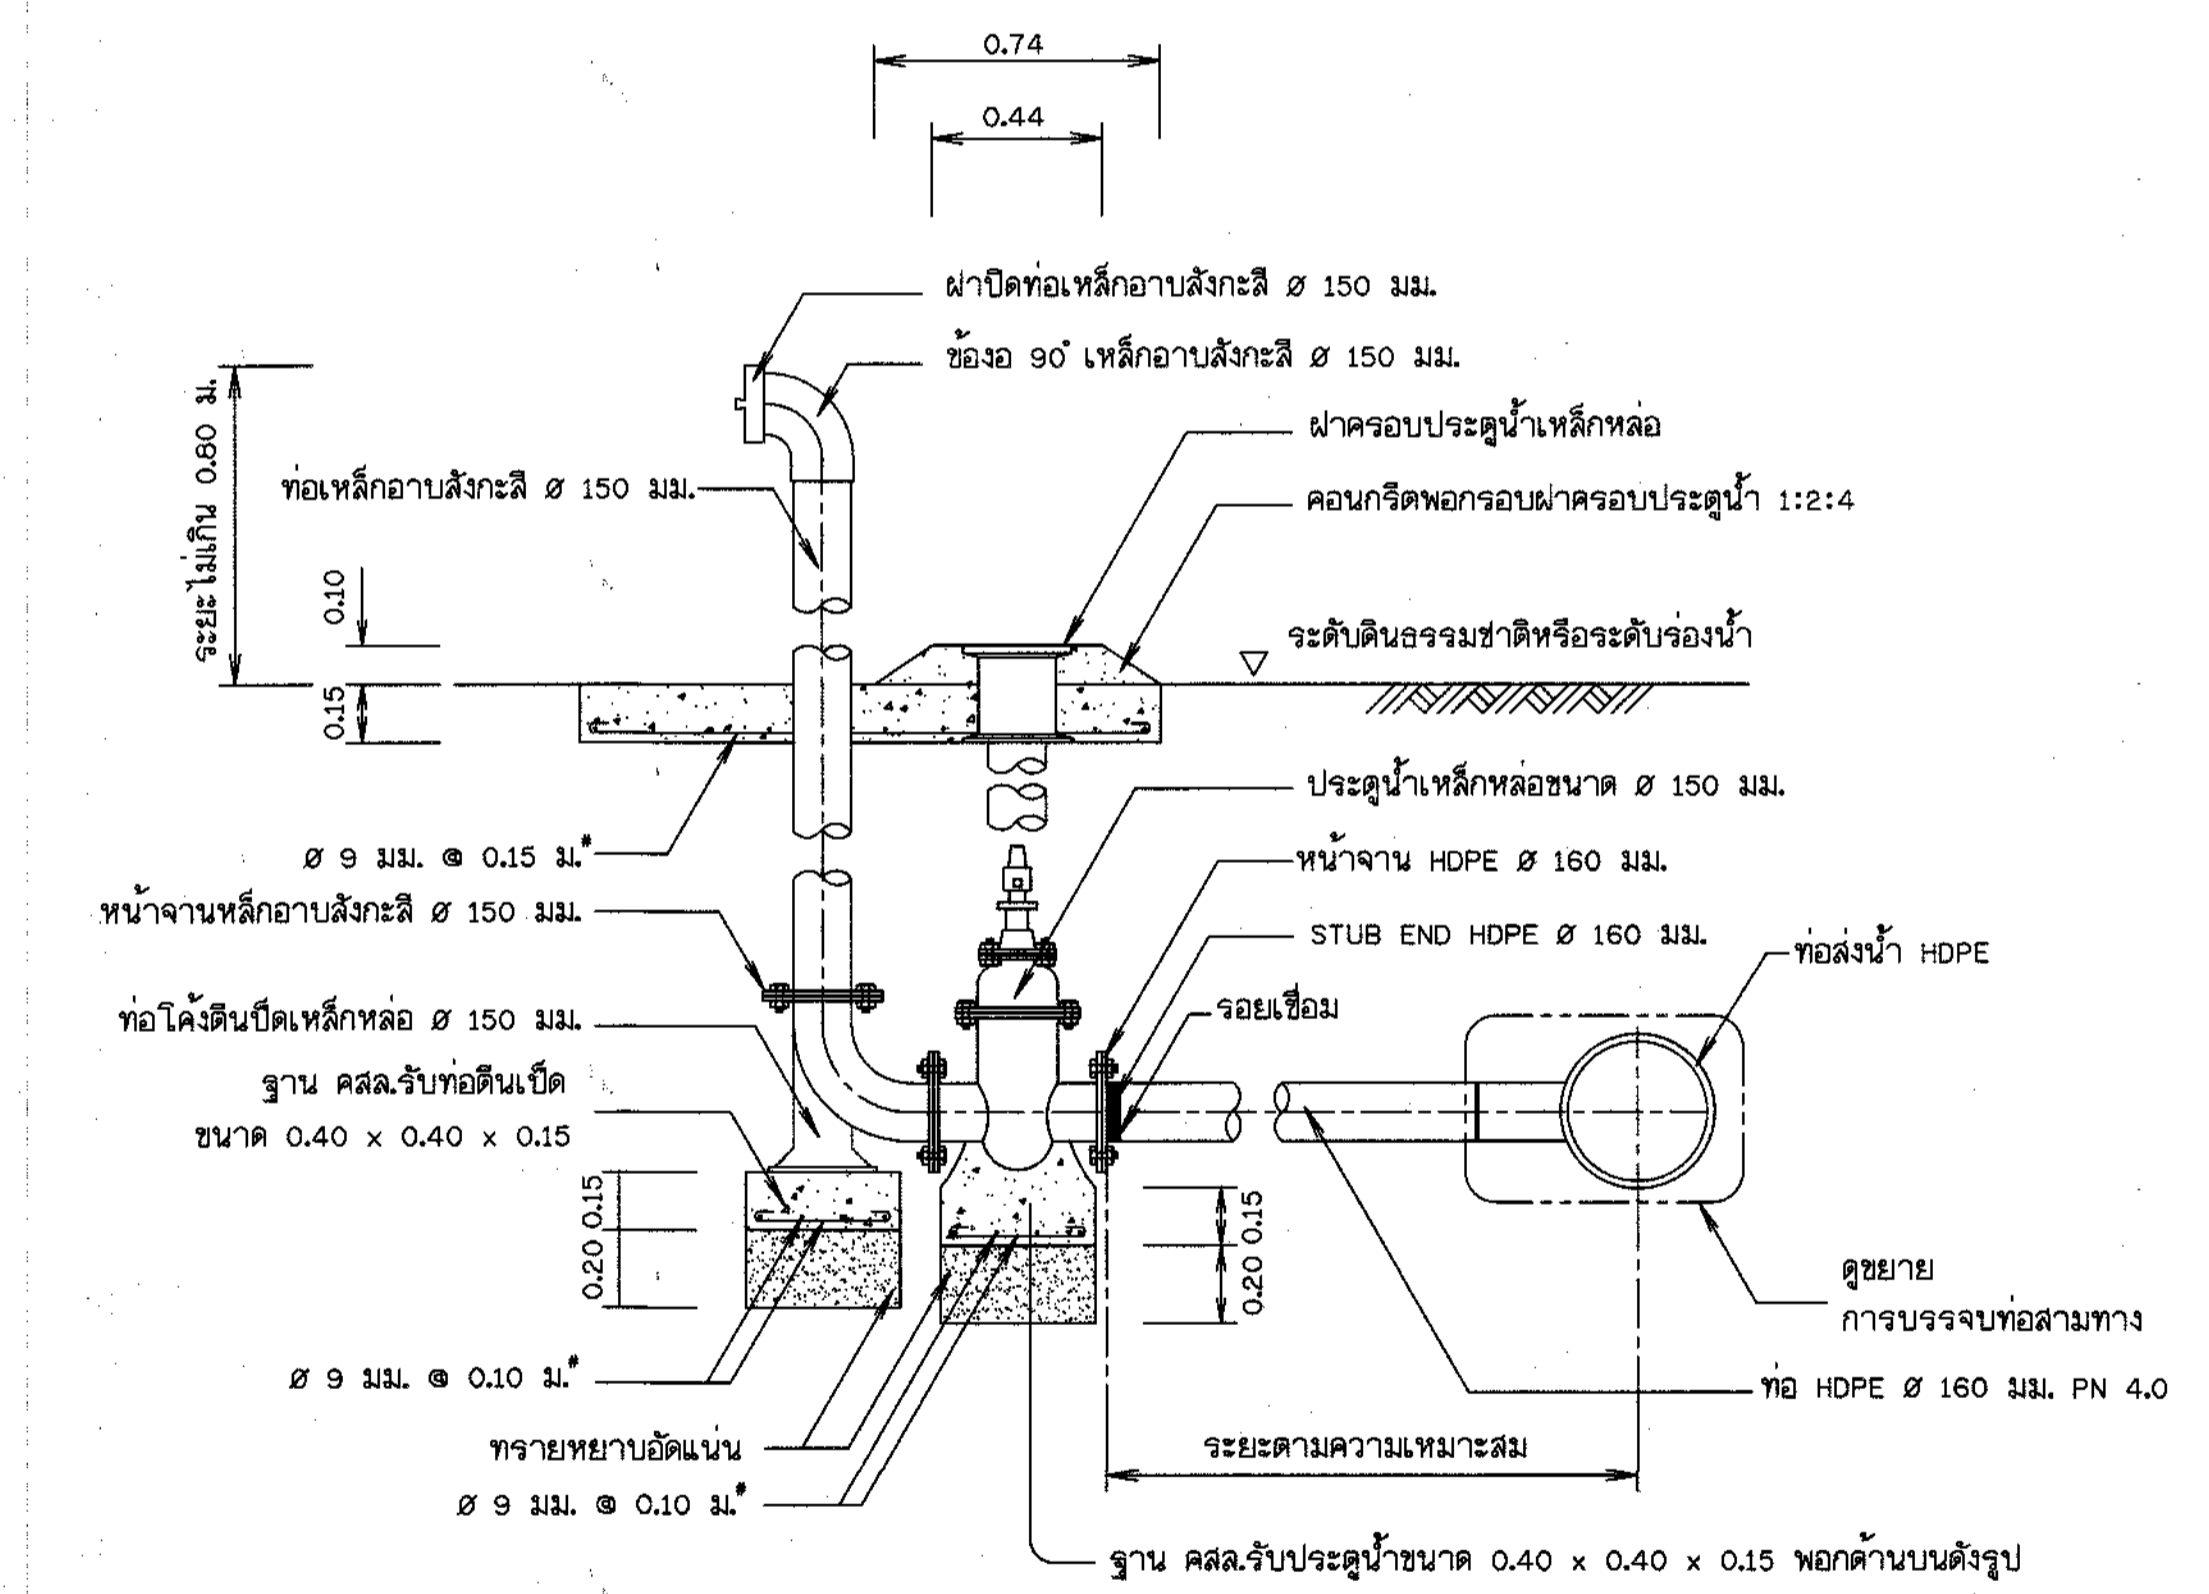 0.74
0.44
ฝาปิดท่อเหล็กอาบสังกะสี Ø 150 มม.
ข้องอ 90° เหล็กอาบสังกะสี Ø 150 มม.
ฝาครอบประตูน้ำเหล็กหล่อ
ระยะไม่เกิน 0.80 ม.
ท่อเหล็กอาบสังกะสี Ø 150 มม.
คอนกรีตพอกรอบฝาครอบประตูน้ำ 1:2:4
0.10
ระดับดินธรรมชาติหรือระดับร่องน้ำ
0.15
ประตูน้ำเหล็กหล่อขนาด Ø 150 มม.
Ø 9 มม. @ 0.15 ม.#
หน้าจาน HDPE Ø 160 มม.
หน้าจานหล็กอาบสังกะสี Ø 150 มม.
STUB END HDPE Ø 160 มม.
ท่อส่งน้ำ HDPE
รอยเชื่อม
ท่อโค้งตีนป็ดเหล็กหล่อ Ø 150 มม.
ฐาน คสล.รับท่อตีนเป็ด
ขนาด 0.40 x 0.40 x 0.15
0.15
0.20
0.15
0.20
ดูขยาย
การบรรจบท่อสามทาง
Ø 9 มม. @ 0.10 ม.#
ท่อ HDPE Ø 160 มม. PN 4.0
ทรายหยาบอัดแน่น
ระยะตามความเหมาะสม
Ø 9 มม. @ 0.10 ม.#
ฐาน คสล.รับประตูน้ำขนาด 0.40 x 0.40 x 0.15 พอกด้านบนดังรูป